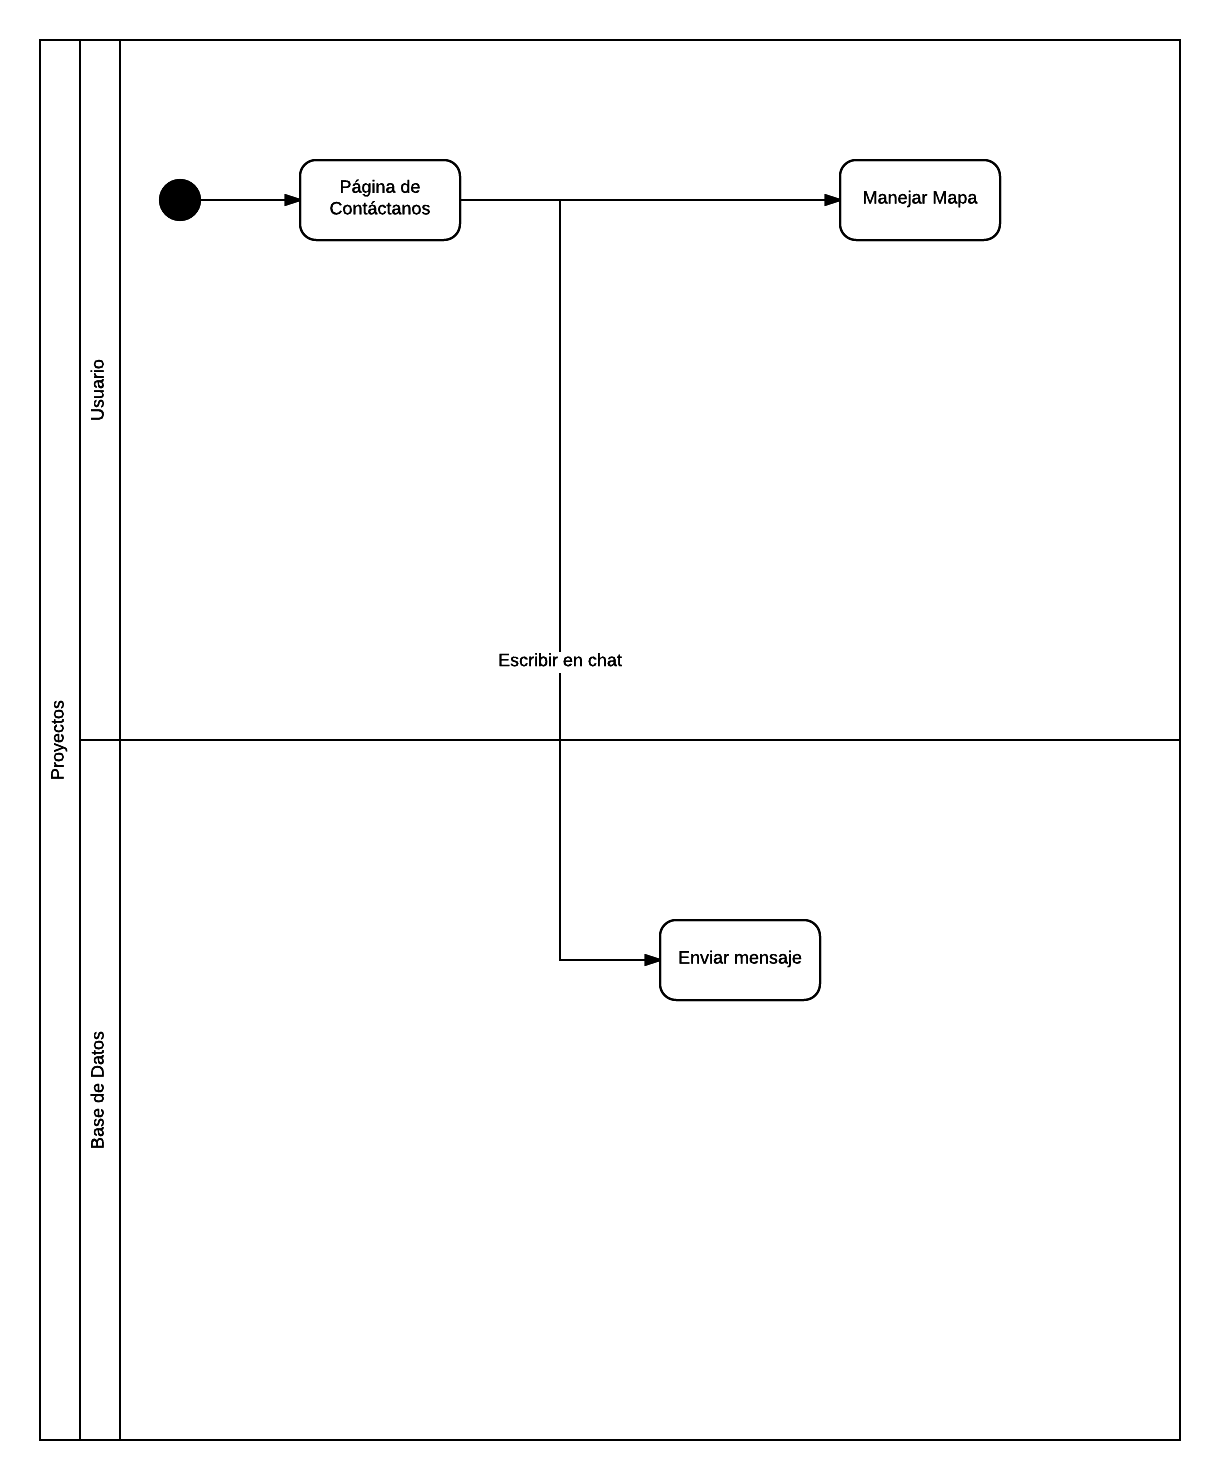 Proyectos
Usuario
Página de
Contáctanos
Manejar Mapa
Escribir en chat
Base de Datos
Enviar mensaje